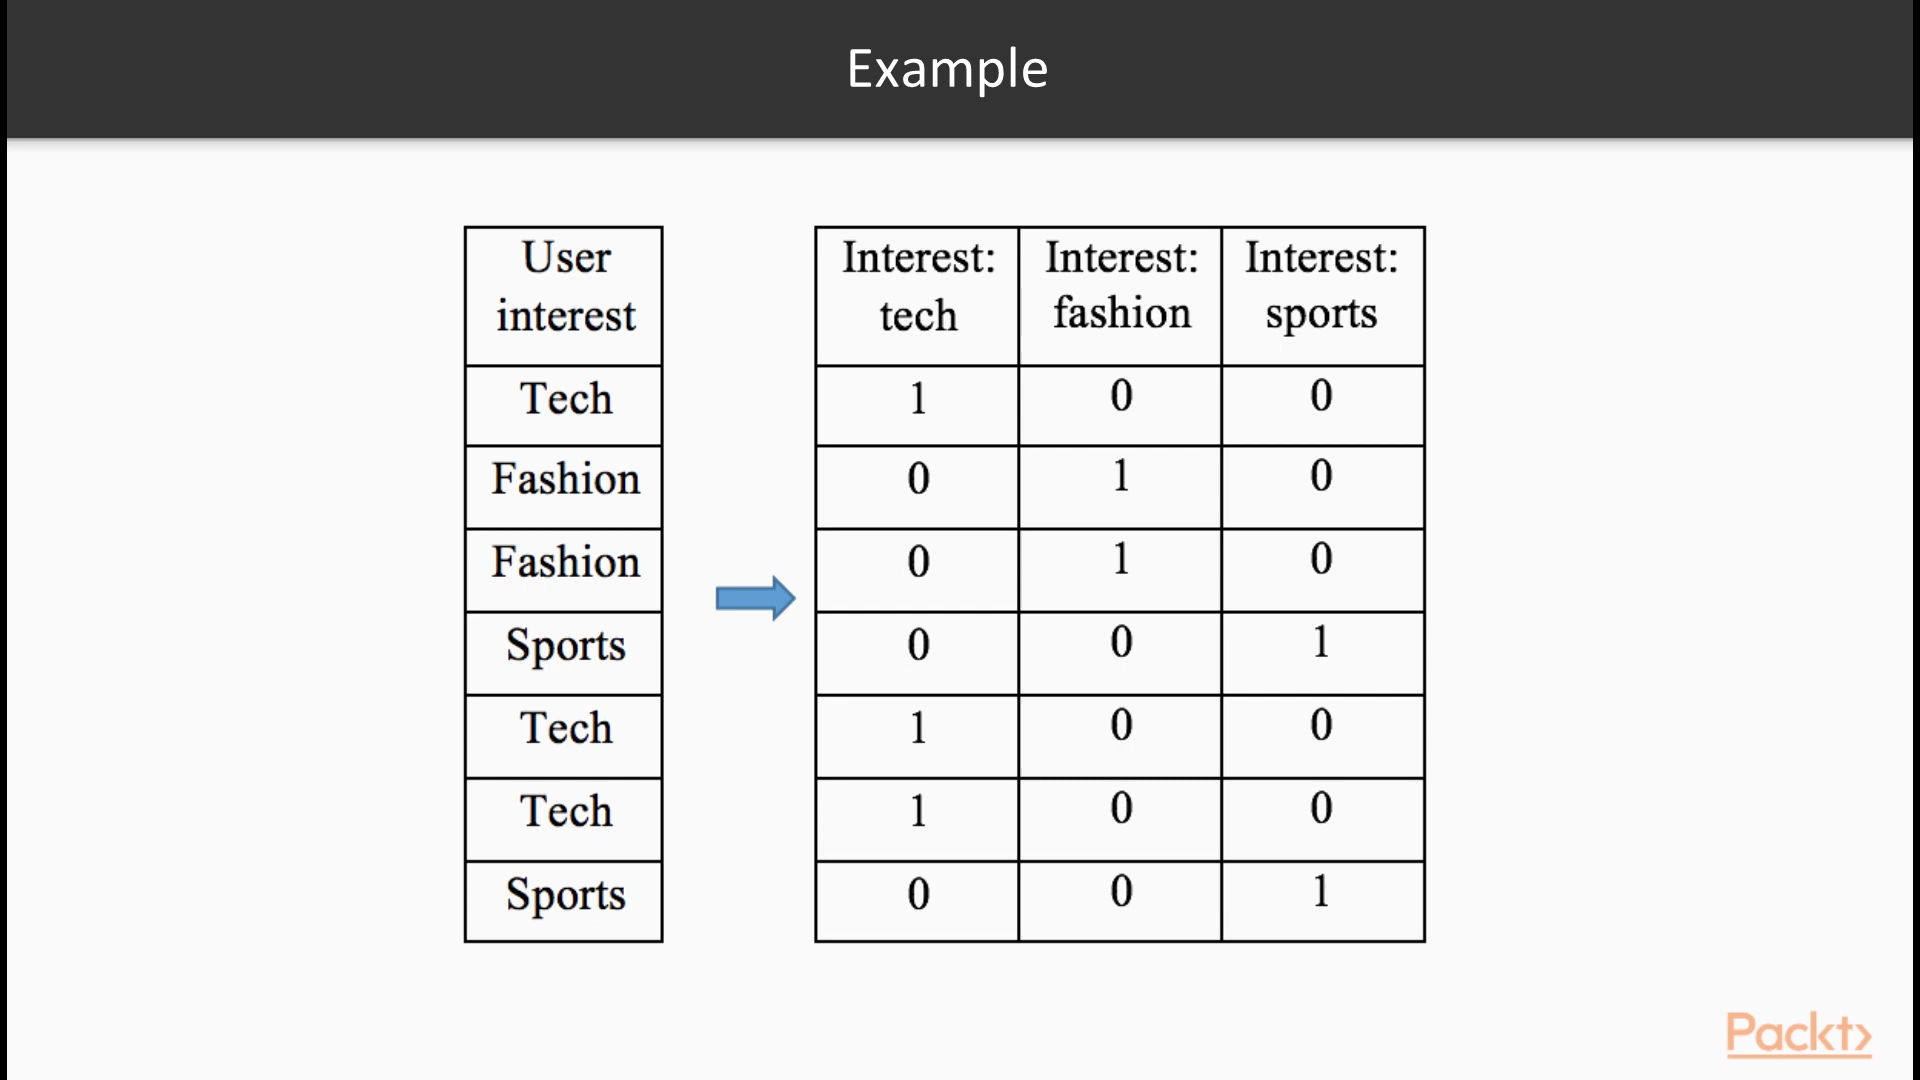 Example
User
interest
Tech
Fashion
Fashion
Sports
Tech
Tech
Sports
Interest: Interest: Interest:
tech fashion sports
1 0 0
0 1 0
0 1 0
0 0 1
1 0 0
1 0 0
0 0 1
Packt>